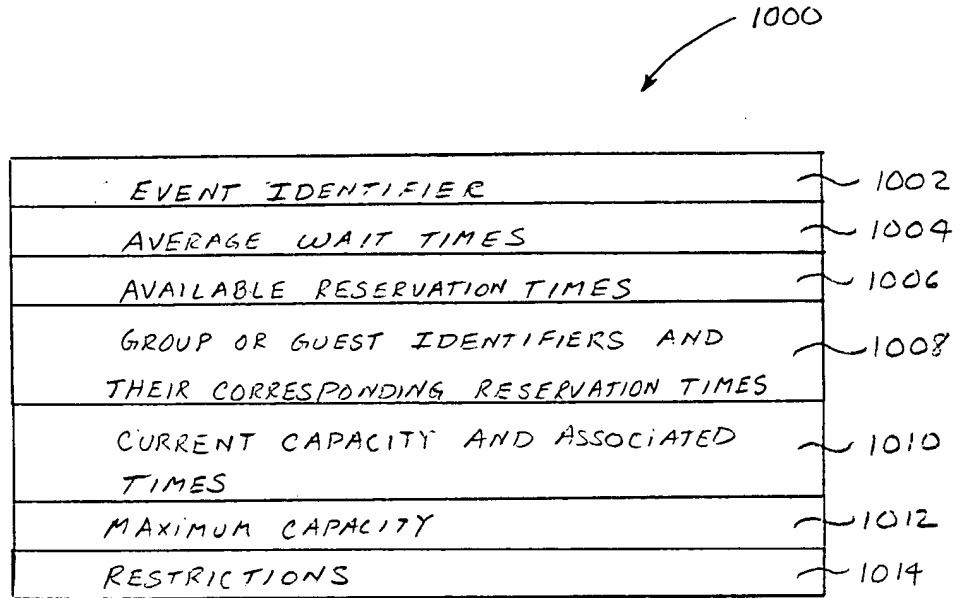 1000
EVENT IDENTIFIER 1002
AVERAGE WAIT TIMES 1004
AVAILABLE RESERVATION TIMES 1006
GROUP OR GUEST IDENTIFIERS AND
THEIR CORRESPONDING RESERVATION TIMES 1008
CURRENT CAPACITY AND ASSOCIATED
TIMES 1010
MAXIMUM CAPACITY 1012
RESTRICTIONS 1014